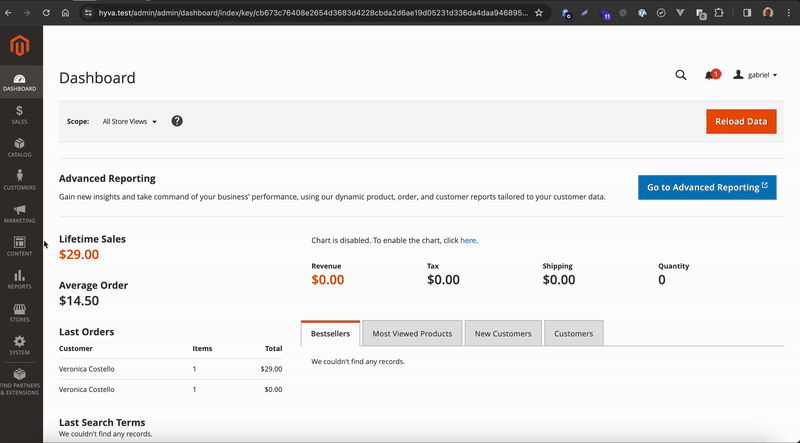 hyva.test/admin/admin/dashboard/index/key/cb673c76408e2654d3683d4228cbda2d6ae19d05231d336da4daa946895...
6
11
0
Dashboard
1
gabriel
DASHBOARD
SALES
CATALOG
CUSTOMERS
MARKETING
CONTENT
REPORTS
STORES
SYSTEM
FIND PARTNERS
& EXTENSIONS
Scope: All Store Views ?
Reload Data
Advanced Reporting
Gain new insights and take command of your business' performance, using our dynamic product, order, and customer reports tailored to your customer data.
Go to Advanced Reporting
Lifetime Sales
$29.00
Average Order
$14.50
Chart is disabled. To enable the chart, click here.
Revenue Tax Shipping Quantity
$0.00 $0.00 $0.00 0
Last Orders
Customer Items Total
Veronica Costello 1 $29.00
Veronica Costello 1 $0.00
Bestsellers Most Viewed Products New Customers Customers
We couldn't find any records.
Last Search Terms
We couldn't find any records.